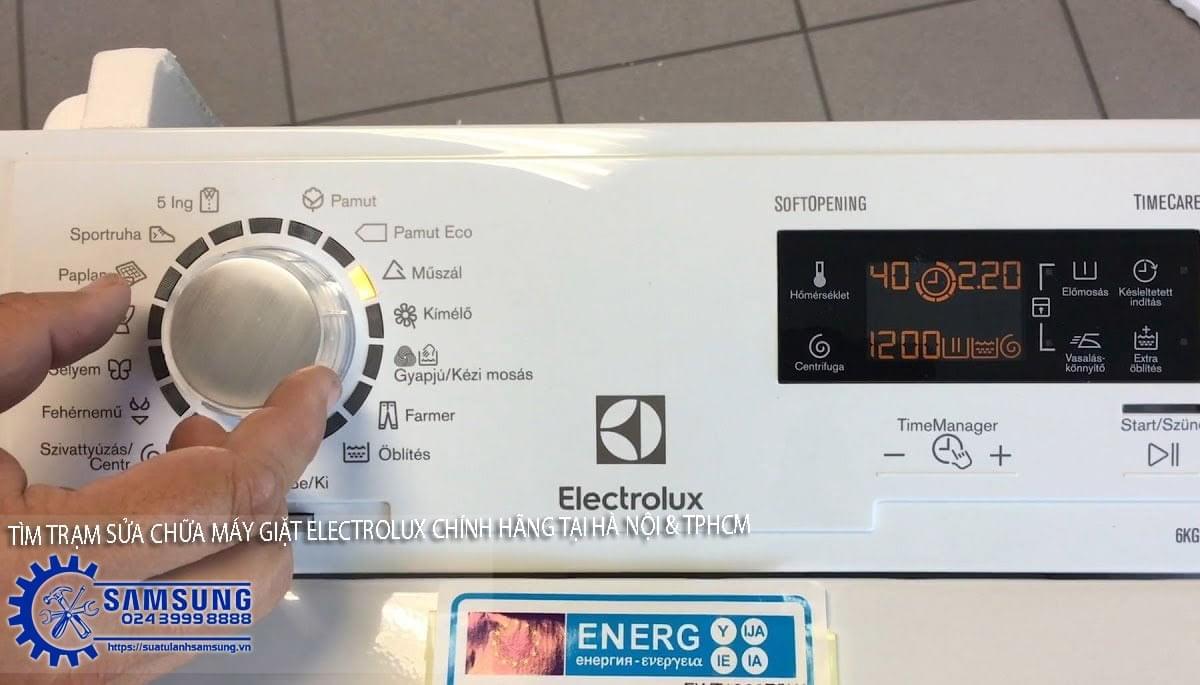 5 Ing
Sportruha
Paplan
Selyem
Fehérnemű
Szivattyúzás/
Centr
Pamut
Pamut Eco
Műszál
Kímélő
Gyapjú/Kézi mosás
Farmer
Öblítés
Be/Ki
Electrolux
SOFTOPENING
TIMECARE
Hőmérséklet
40
2.20
Centrifuga
1200
Előmosás
Késleltetett
indítás
Vasalás-
könnyítő
Extra
öblítés
TimeManager
− +
Start/Szün
6KG
TÌM TRẠM SỬA CHỮA MÁY GIẶT ELECTROLUX CHÍNH HÃNG TẠI HÀ NỘI & TPHCM
SAMSUNG
024 3999 8888
https://suatulanhsamsung.vn
ENERG
енергия - ενεργεια
Y IJA
IE IA